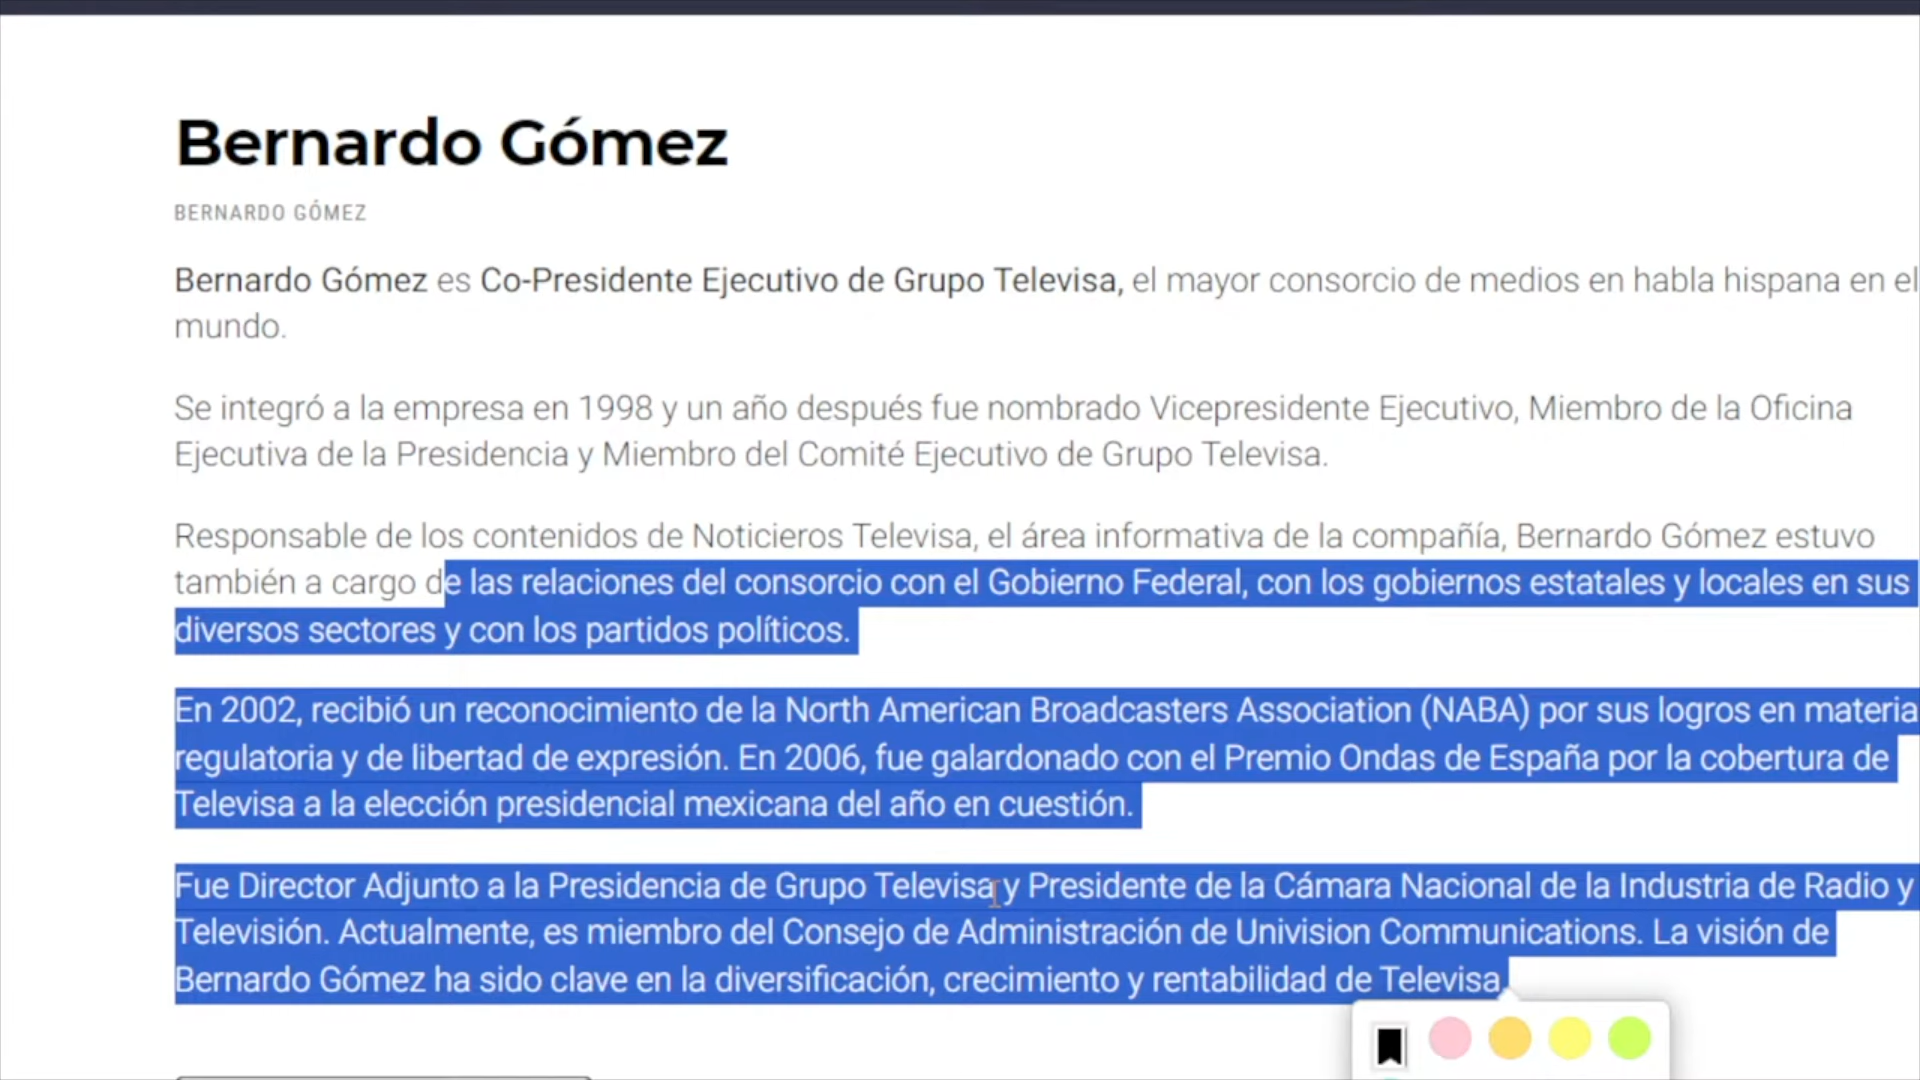 Bernardo Gómez
BERNARDO GÓMEZ
Bernardo Gómez es Co-Presidente Ejecutivo de Grupo Televisa, el mayor consorcio de medios en habla hispana en el
mundo.
Se integró a la empresa en 1998 y un año después fue nombrado Vicepresidente Ejecutivo, Miembro de la Oficina
Ejecutiva de la Presidencia y Miembro del Comité Ejecutivo de Grupo Televisa.
Responsable de los contenidos de Noticieros Televisa, el área informativa de la compañía, Bernardo Gómez estuvo
también a cargo de las relaciones del consorcio con el Gobierno Federal, con los gobiernos estatales y locales en sus
diversos sectores y con los partidos políticos.
En 2002, recibió un reconocimiento de la North American Broadcasters Association (NABA) por sus logros en materia
regulatoria y de libertad de expresión. En 2006, fue galardonado con el Premio Ondas de España por la cobertura de
Televisa a la elección presidencial mexicana del año en cuestión.
Fue Director Adjunto a la Presidencia de Grupo Televisa y Presidente de la Cámara Nacional de la Industria de Radio y
Televisión. Actualmente, es miembro del Consejo de Administración de Univision Communications. La visión de
Bernardo Gómez ha sido clave en la diversificación, crecimiento y rentabilidad de Televisa.